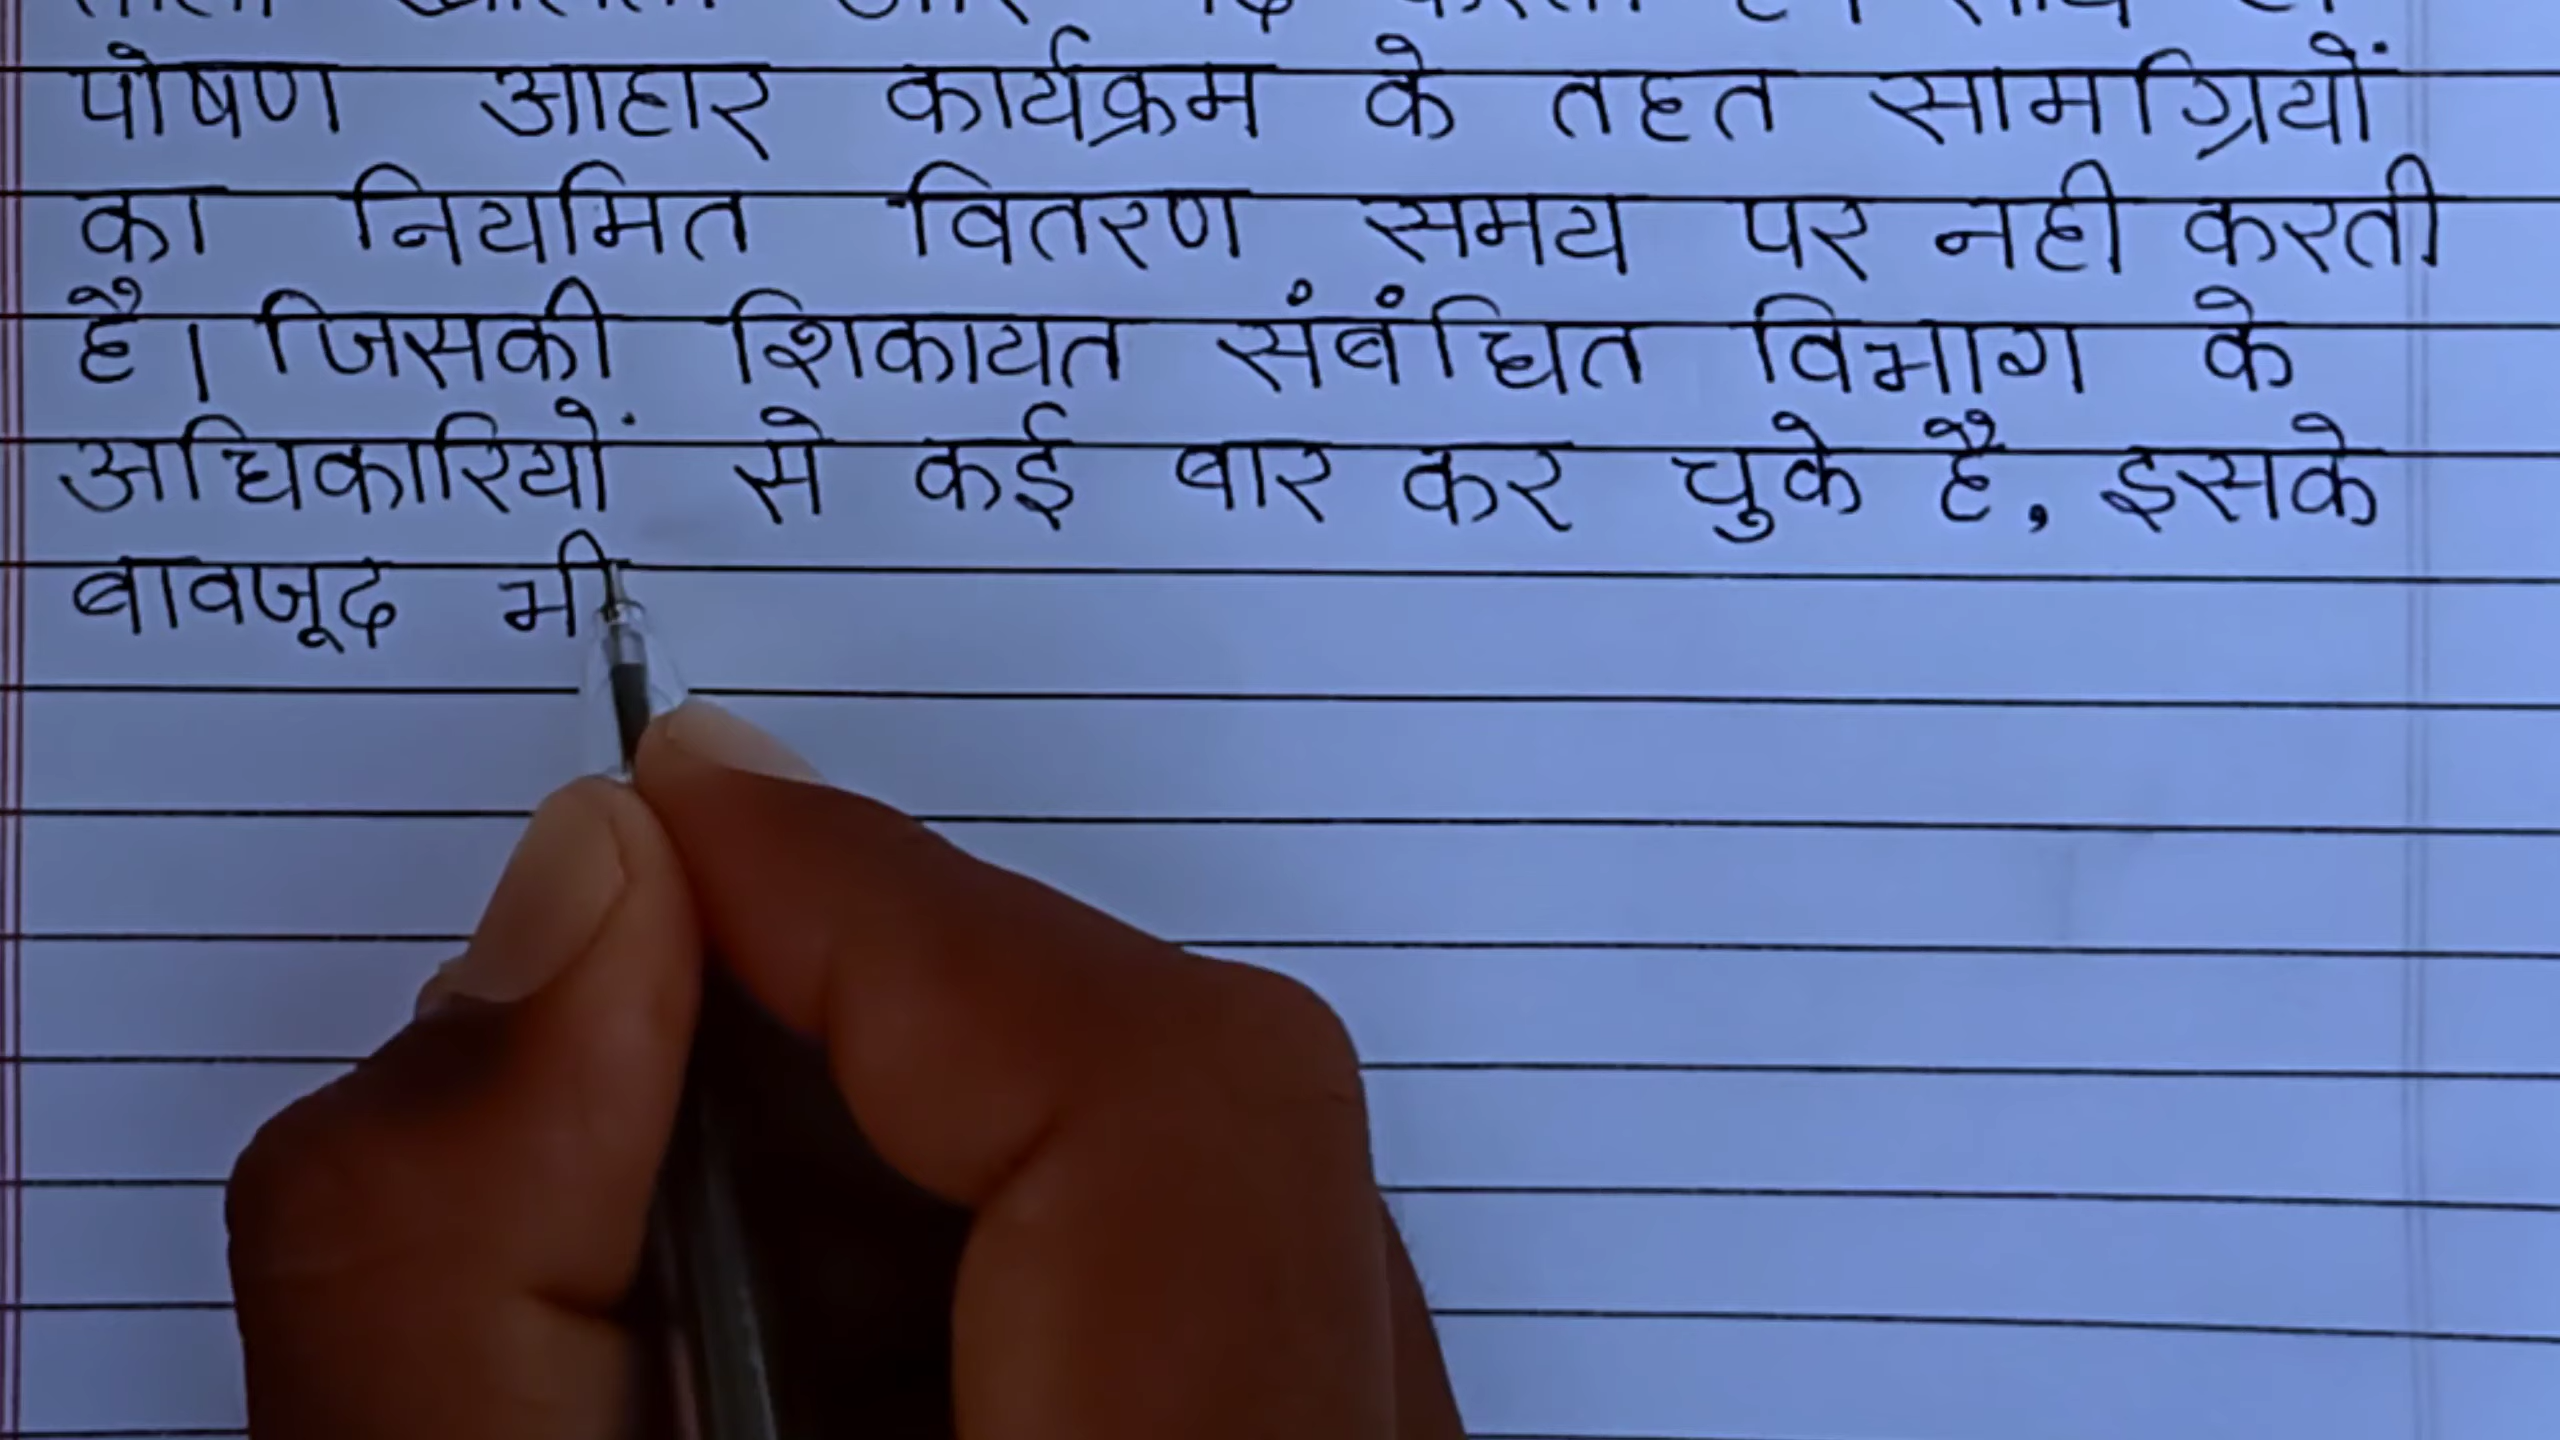 पोषण आहार कार्यक्रम के तहत सामग्रियों
का नियमित वितरण समय पर नही करती
है। जिसकी शिकायत संबंधित विभाग के
अधिकारियों से कई बार कर चुके है, इसके
बावजूद भी